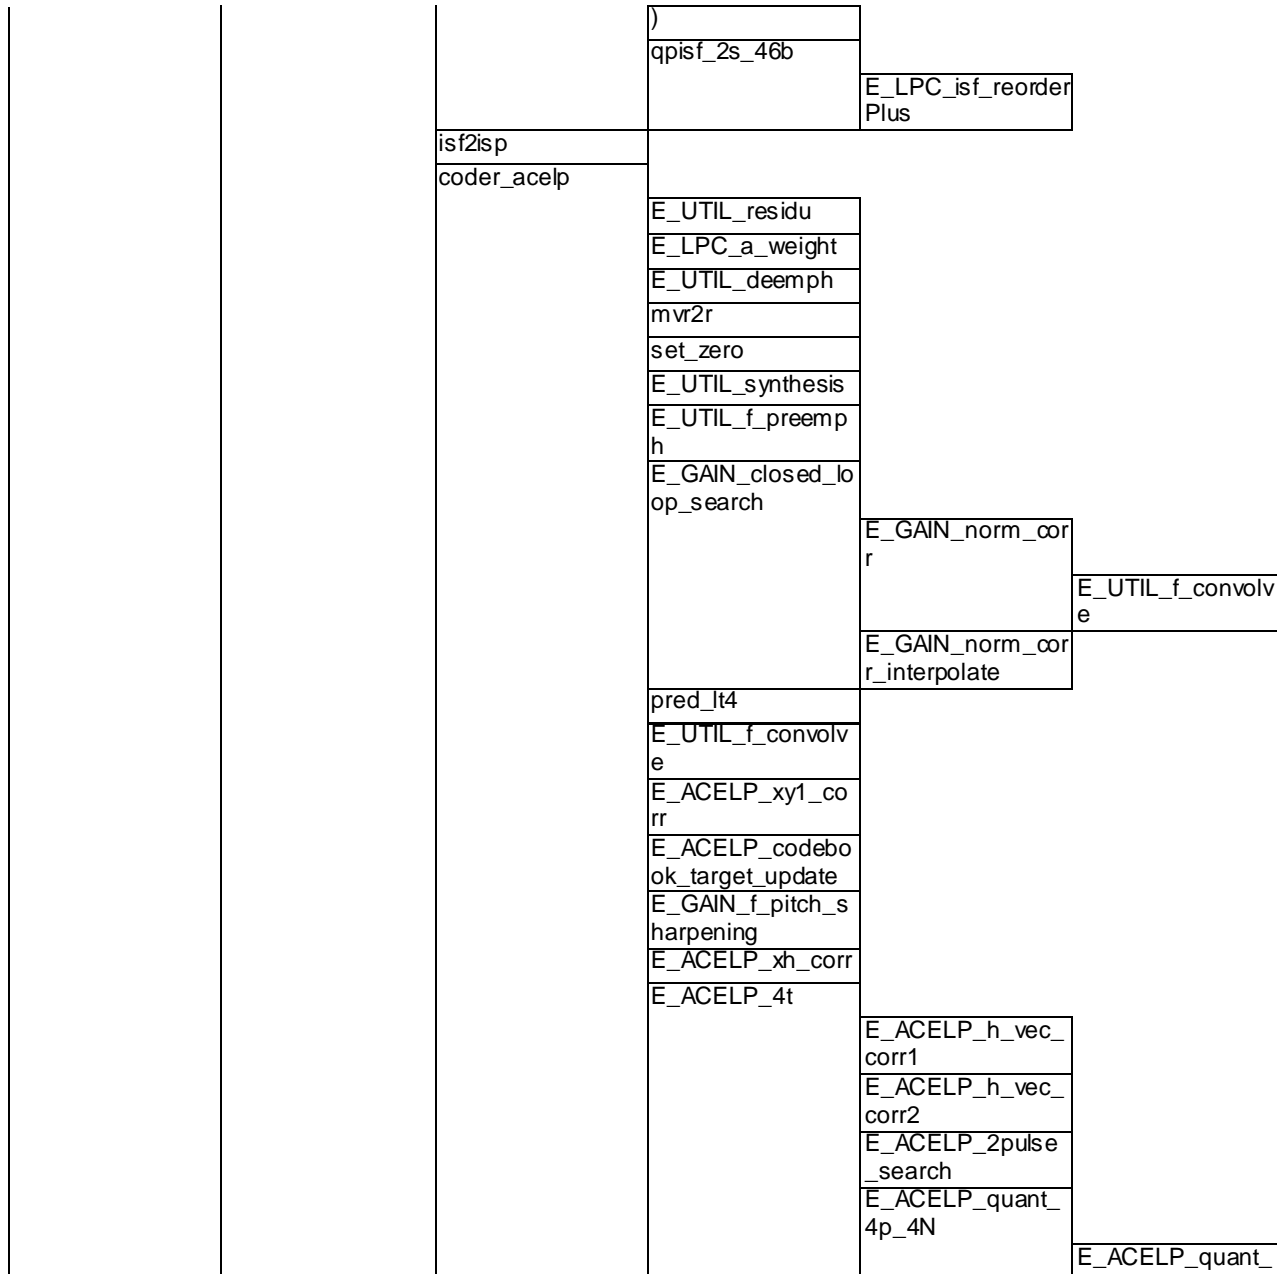 )
qpisf_2s_46b
E_LPC_isf_reorder
Plus
isf2isp
coder_acelp
E_UTIL_residu
E_LPC_a_weight
E_UTIL_deemph
mvr2r
set_zero
E_UTIL_synthesis
E_UTIL_f_preemp
h
E_GAIN_closed_lo
op_search
E_GAIN_norm_cor
r
E_UTIL_f_convolv
e
E_GAIN_norm_cor
r_interpolate
pred_lt4
E_UTIL_f_convolv
e
E_ACELP_xy1_co
rr
E_ACELP_codebo
ok_target_update
E_GAIN_f_pitch_s
harpening
E_ACELP_xh_corr
E_ACELP_4t
E_ACELP_h_vec_
corr1
E_ACELP_h_vec_
corr2
E_ACELP_2pulse
_search
E_ACELP_quant_
4p_4N
E_ACELP_quant_